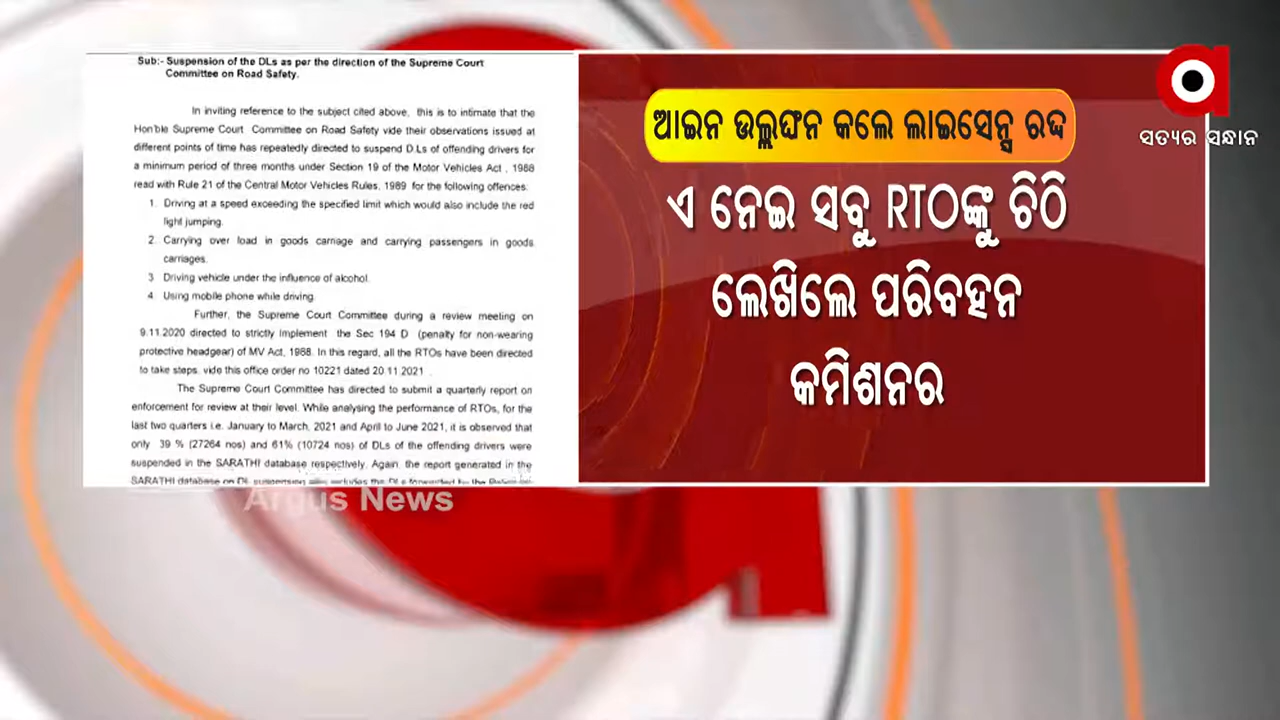 Sub:- Suspension of the DLs as per the direction of the Supreme Court
Committee on Road Safety.
In inviting reference to the subject cited above, this is to intimate that the
Hon'ble Supreme Court Committee on Road Safety vide their observations issued at
different points of time has repeatedly directed to suspend D.Ls of offending drivers for
a minimum period of three months under Section 19 of the Motor Vehicles Act , 1988
read with Rule 21 of the Central Motor Vehicles Rules, 1989 for the following offences:
1. Driving at a speed exceeding the specified limit which would also include the red
light jumping.
2. Carrying over load in goods carriage and carrying passengers in goods
carriages.
3 Driving vehicle under the influence of alcohol.
4 Using mobile phone while driving.
Further, the Supreme Court Committee during a review meeting on
9.11.2020 directed to strictly implement the Sec 194 D (penalty for non-wearing
protective headgear) of MV Act, 1988. In this regard, all the RTOs have been directed
to take steps vide this office order no 10221 dated 20.11.2021 .
The Supreme Court Committee has directed to submit a quarterly report on
enforcement for review at their level. While analysing the performance of RTOs, for the
last two quarters i.e. January to March, 2021 and April to June 2021, it is observed that
only 39 % (27264 nos) and 61% (10724 nos) of DLs of the offending drivers were
suspended in the SARATHI database respectively. Again, the report generated in the
SARATHI database on DL suspension also includes the DLs forwarded by the
Argus News
ଆଇନ ଉଲ୍ଲଙ୍ଘନ କଲେ ଲାଇସେନ୍ସ ରଦ୍ଦ
ଏ ନେଇ ସବୁ RTOଙ୍କୁ ଚିଠି
ଲେଖିଲେ ପରିବହନ
କମିଶନର
ସତ୍ୟର ସନ୍ଧାନ